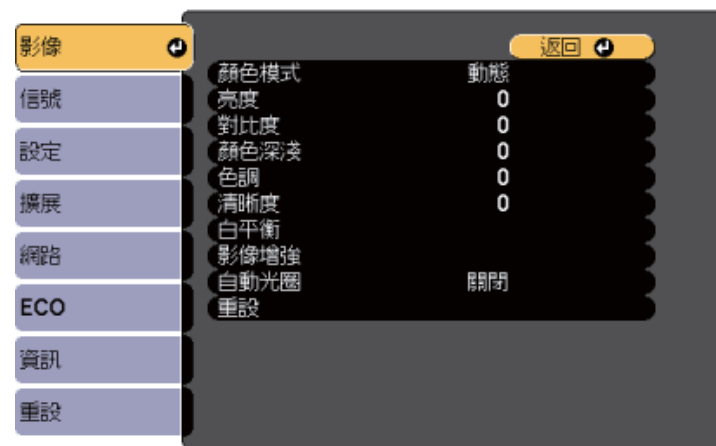 影像
信號
設定
擴展
網路
ECO
資訊
重設
返回
顏色模式 動態
亮度 0
對比度 0
顏色深淺 0
色調 0
清晰度 0
白平衡
影像增強
自動光圈 關閉
重設